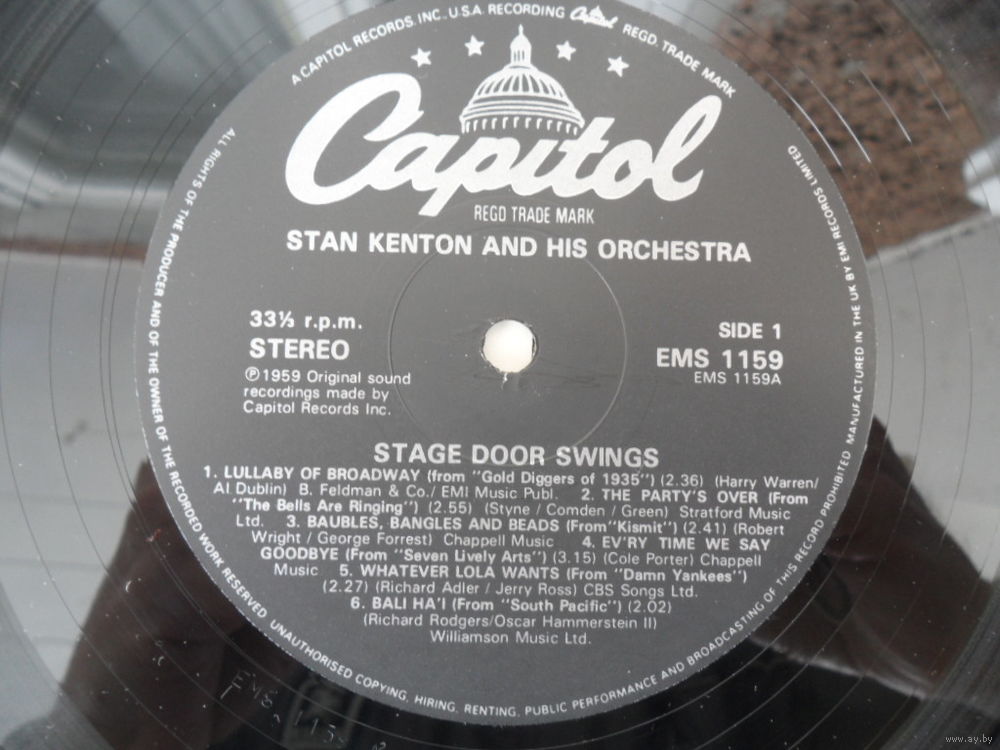 A CAPITOL RECORDS, INC., U.S.A. RECORDING Capitol REGD. TRADE MARK
Capitol
REGD TRADE MARK
STAN KENTON AND HIS ORCHESTRA
33⅓ r.p.m.
STEREO
℗ 1959 Original sound
recordings made by
Capitol Records Inc.
SIDE 1
EMS 1159
EMS 1159A
STAGE DOOR SWINGS
1. LULLABY OF BROADWAY (from "Gold Diggers of 1935") (2.36) (Harry Warren/
Al Dublin) B. Feldman & Co./ EMI Music Publ. 2. THE PARTY'S OVER (From
"The Bells Are Ringing") (2.55) (Styne / Comden / Green) Stratford Music
Ltd. 3. BAUBLES, BANGLES AND BEADS (From "Kismit") (2.41) (Robert
Wright / George Forrest) Chappell Music 4. EV'RY TIME WE SAY
GOODBYE (From "Seven Lively Arts") (3.15) (Cole Porter) Chappell
Music 5. WHATEVER LOLA WANTS (From "Damn Yankees")
(2.27) (Richard Adler / Jerry Ross) CBS Songs Ltd.
6. BALI HA'I (From "South Pacific") (2.02)
(Richard Rodgers/Oscar Hammerstein II)
Williamson Music Ltd.
ALL RIGHTS OF THE PRODUCER AND OF THE OWNER OF THE RECORDED WORK RESERVED. UNAUTHORISED COPYING, HIRING, RENTING, PUBLIC PERFORMANCE AND BROADCASTING OF THIS RECORD PROHIBITED MANUFACTURED IN THE UK BY EMI RECORDS LIMITED
www.ay.by